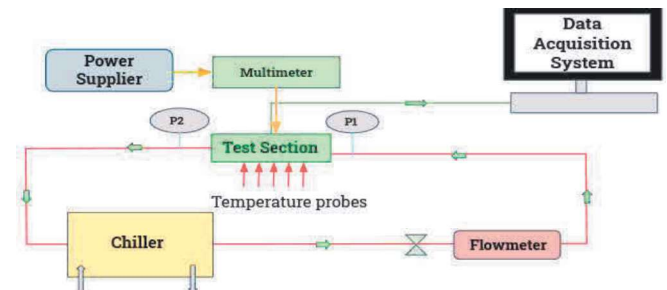 Power
Supplier
Multimeter
Data
Acquisition
System
P2
P1
Test Section
Temperature probes
Chiller
Flowmeter